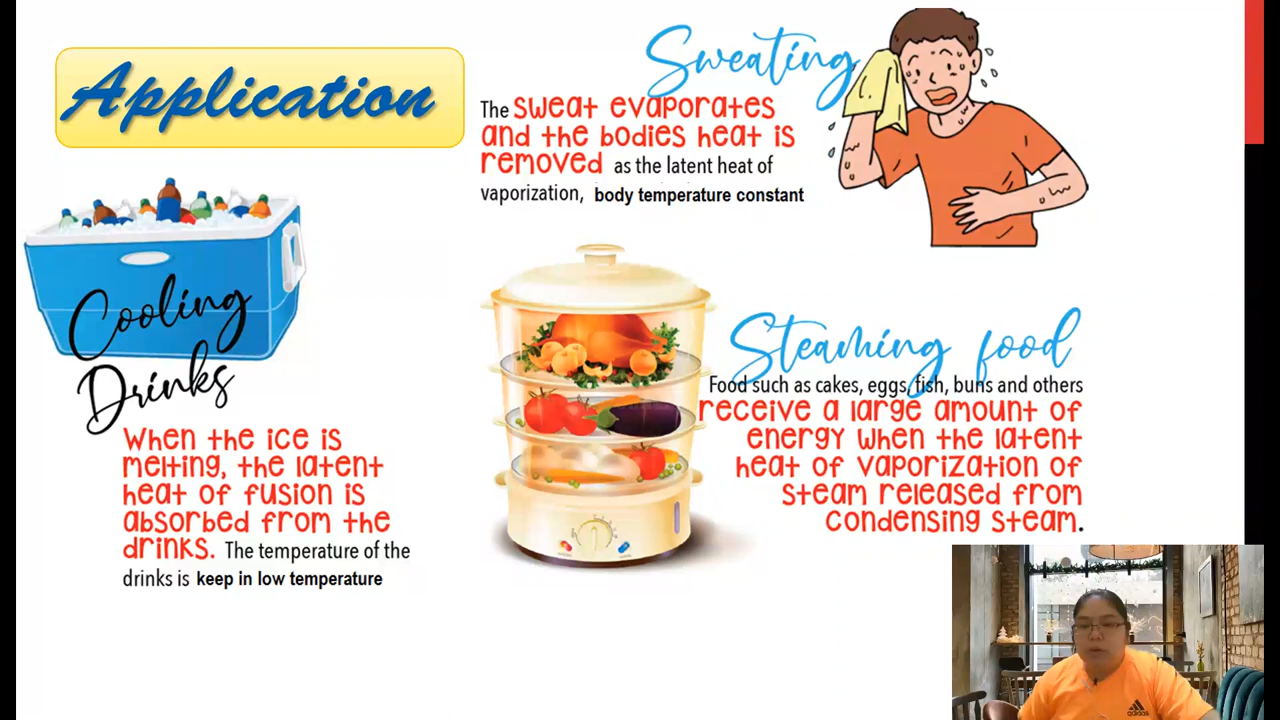 Application
Sweating
The sweat evaporates
and the bodies heat is
removed as the latent heat of
vaporization, body temperature constant
Cooling
Drinks
When the ice is
melting, the latent
heat of fusion is
absorbed from the
drinks. The temperature of the
drinks is keep in low temperature
Steaming food
Food such as cakes, eggs, fish, buns and others
receive a large amount of
energy when the latent
heat of vaporization of
steam released from
condensing steam.
adidas